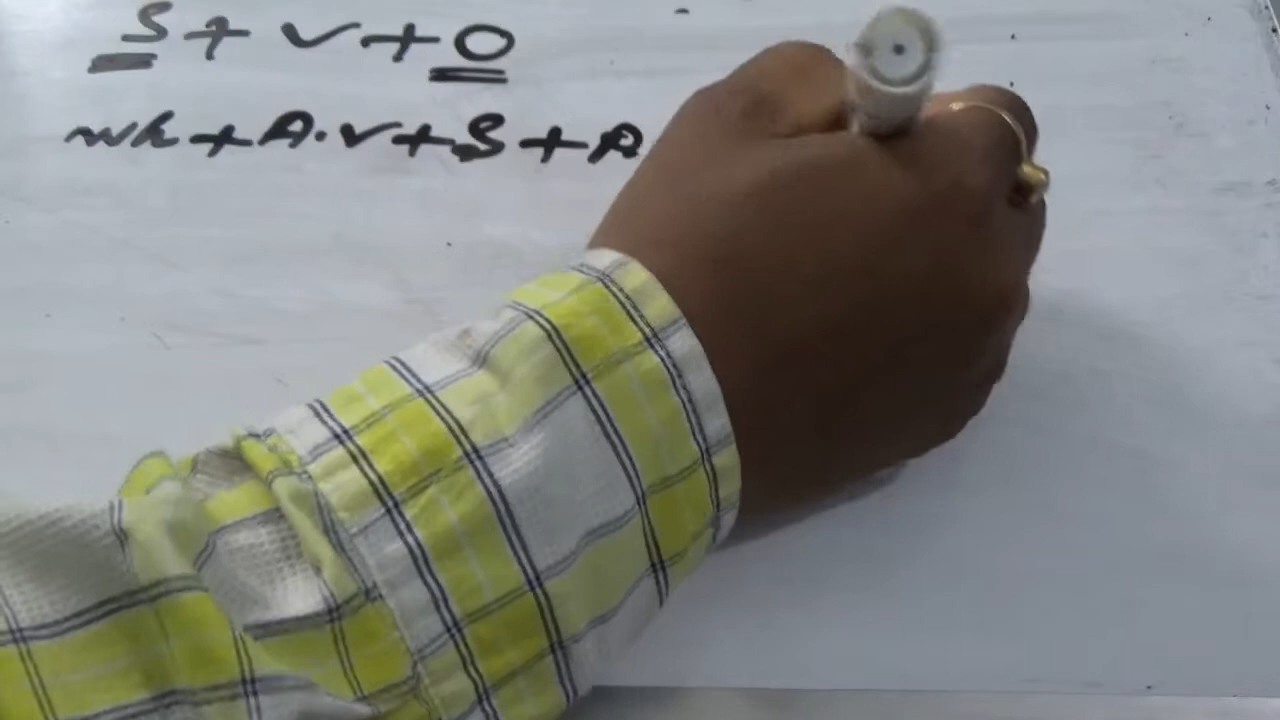 S + V + O
Wh + A.V + S + A